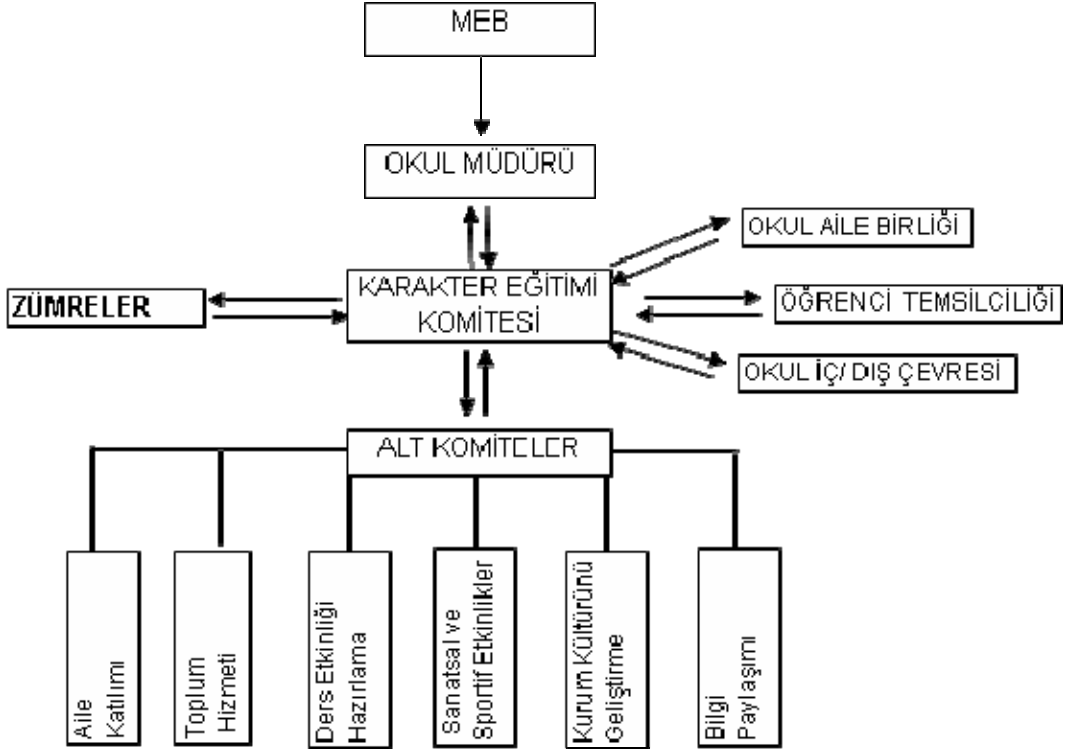 MEB
OKUL MÜDÜRÜ
OKUL AİLE BİRLİĞİ
KARAKTER EĞİTİMİ
KOMİTESİ
ZÜMRELER
ÖĞRENCİ TEMSİLCİLİĞİ
OKUL İÇ/ DIŞ ÇEVRESİ
ALT KOMİTELER
Aile
Katılımı
Toplum
Hizmeti
Ders Etkinliği
Hazırlama
Sanatsal ve
Sportif Etkinlikler
Kurum Kültürünü
Geliştirme
Bilgi
Paylaşımı